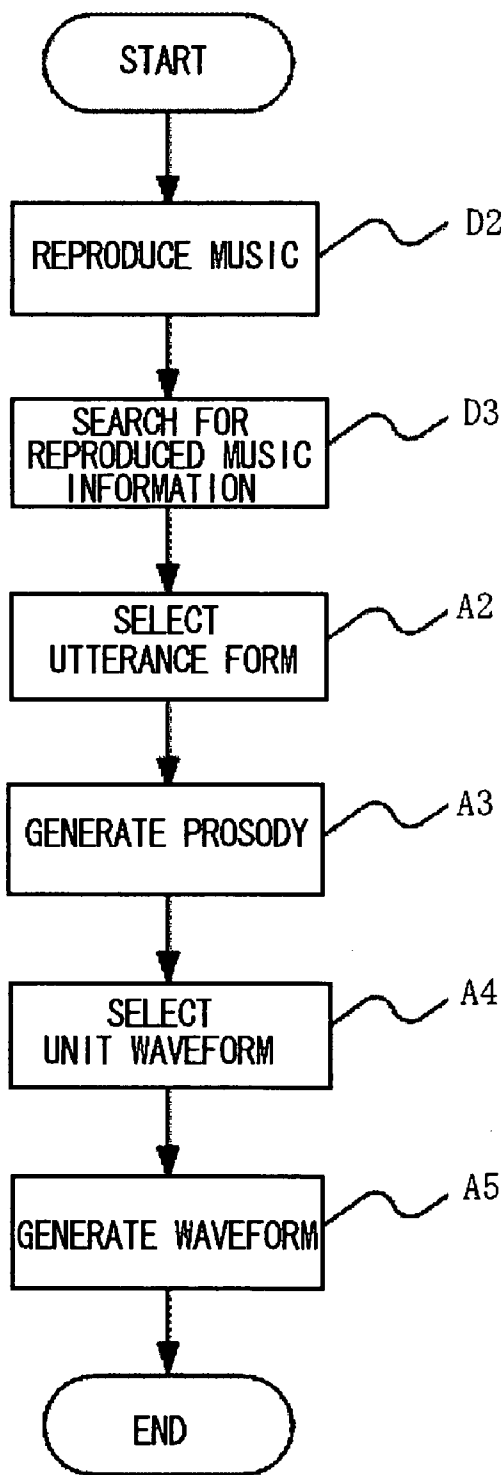 START
REPRODUCE MUSIC
D2
SEARCH FOR
REPRODUCED MUSIC
INFORMATION
D3
SELECT
UTTERANCE FORM
A2
GENERATE PROSODY
A3
SELECT
UNIT WAVEFORM
A4
GENERATE WAVEFORM
A5
END